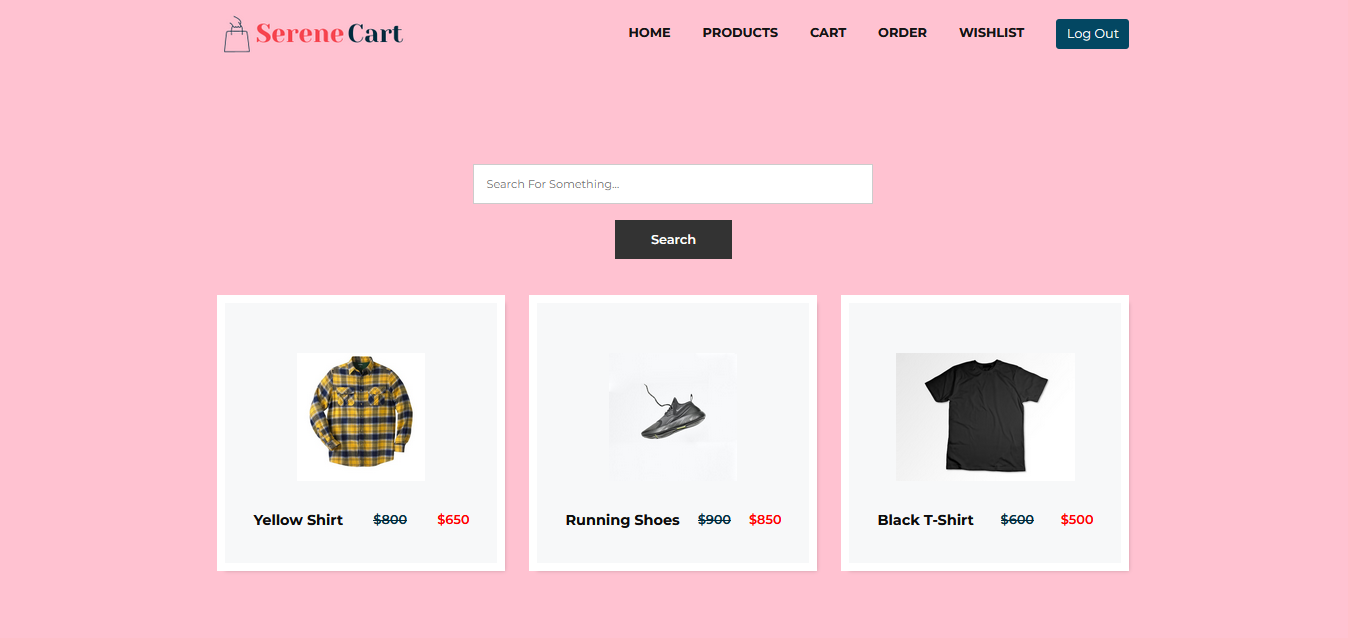 Serene Cart HOME PRODUCTS CART ORDER WISHLIST Log Out
Search For Something...
Search
Yellow Shirt $800 $650
Running Shoes $900 $850
Black T-Shirt $600 $500